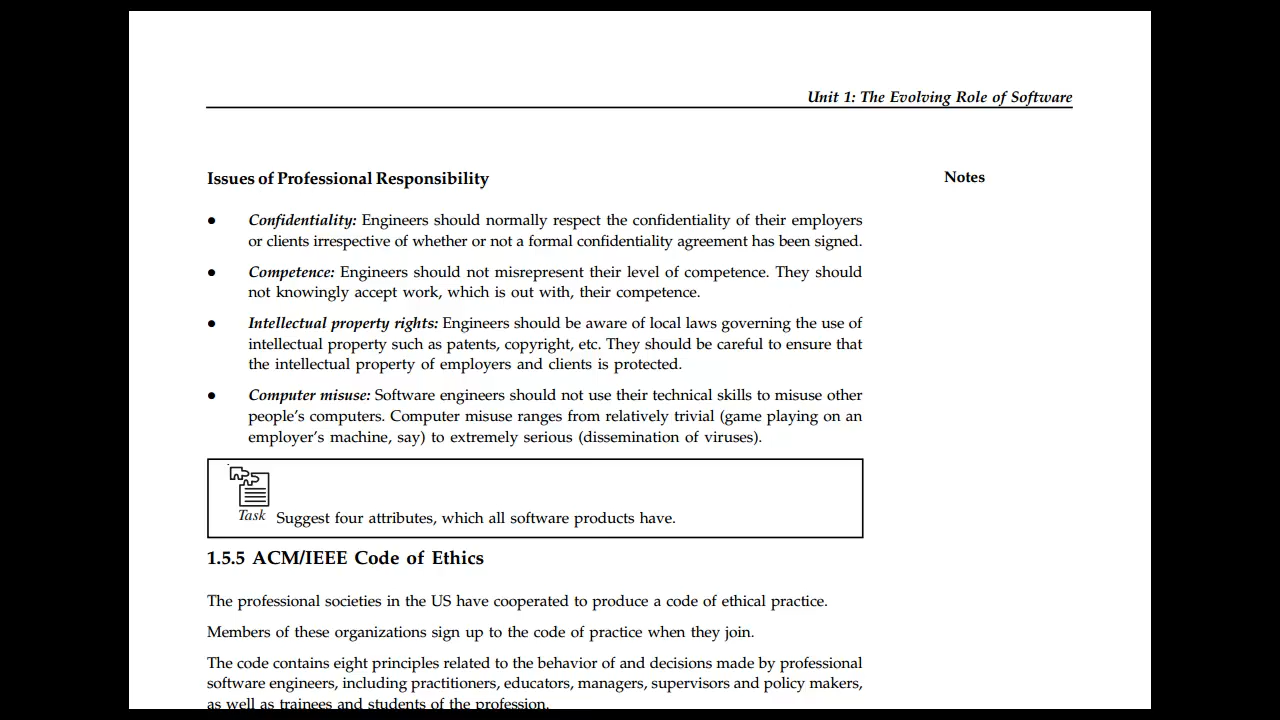 Unit 1: The Evolving Role of Software
Issues of Professional Responsibility
Notes
● Confidentiality: Engineers should normally respect the confidentiality of their employers
or clients irrespective of whether or not a formal confidentiality agreement has been signed.
● Competence: Engineers should not misrepresent their level of competence. They should
not knowingly accept work, which is out with, their competence.
● Intellectual property rights: Engineers should be aware of local laws governing the use of
intellectual property such as patents, copyright, etc. They should be careful to ensure that
the intellectual property of employers and clients is protected.
● Computer misuse: Software engineers should not use their technical skills to misuse other
people's computers. Computer misuse ranges from relatively trivial (game playing on an
employer's machine, say) to extremely serious (dissemination of viruses).
Task Suggest four attributes, which all software products have.
1.5.5 ACM/IEEE Code of Ethics
The professional societies in the US have cooperated to produce a code of ethical practice.
Members of these organizations sign up to the code of practice when they join.
The code contains eight principles related to the behavior of and decisions made by professional
software engineers, including practitioners, educators, managers, supervisors and policy makers,
as well as trainees and students of the profession.